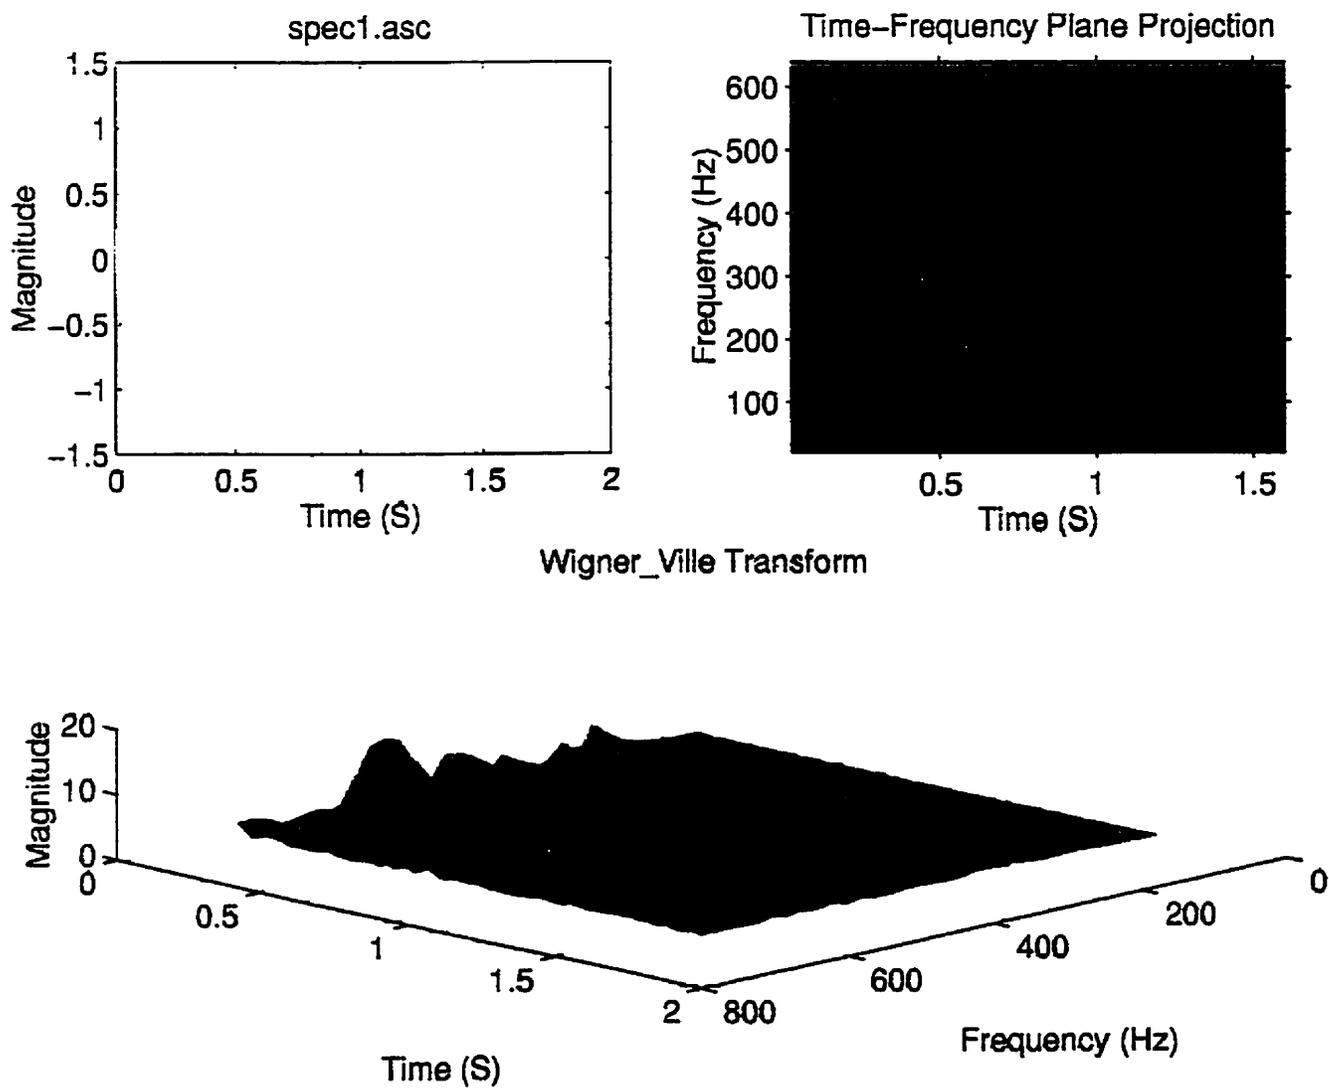 spec1.asc
1.5
1
0.5
0
−0.5
−1
−1.5
Magnitude
0 0.5 1 1.5 2
Time (S)
Time−Frequency Plane Projection
600
500
400
300
200
100
Frequency (Hz)
0.5 1 1.5
Time (S)
Wigner_Ville Transform
20
10
0
Magnitude
0
0.5
1
1.5
2
Time (S)
800
600
400
200
0
Frequency (Hz)